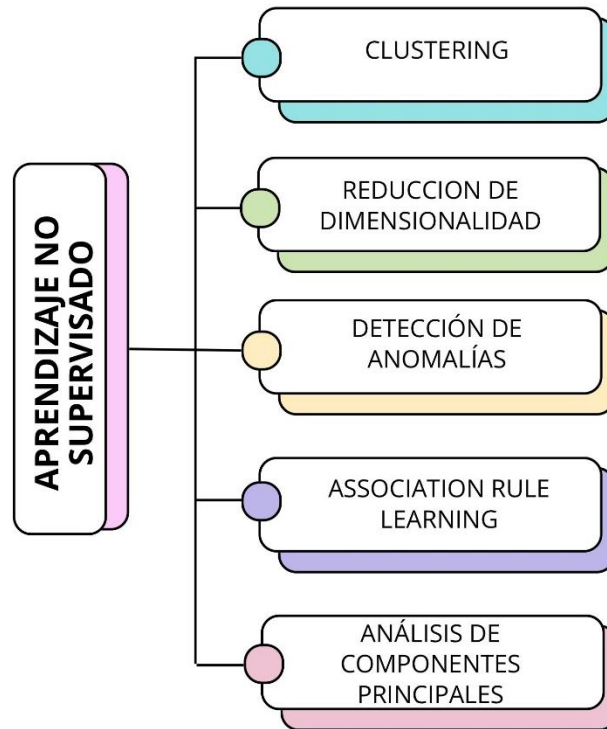 APRENDIZAJE NO
SUPERVISADO
CLUSTERING
REDUCCION DE
DIMENSIONALIDAD
DETECCIÓN DE
ANOMALÍAS
ASSOCIATION RULE
LEARNING
ANÁLISIS DE
COMPONENTES
PRINCIPALES